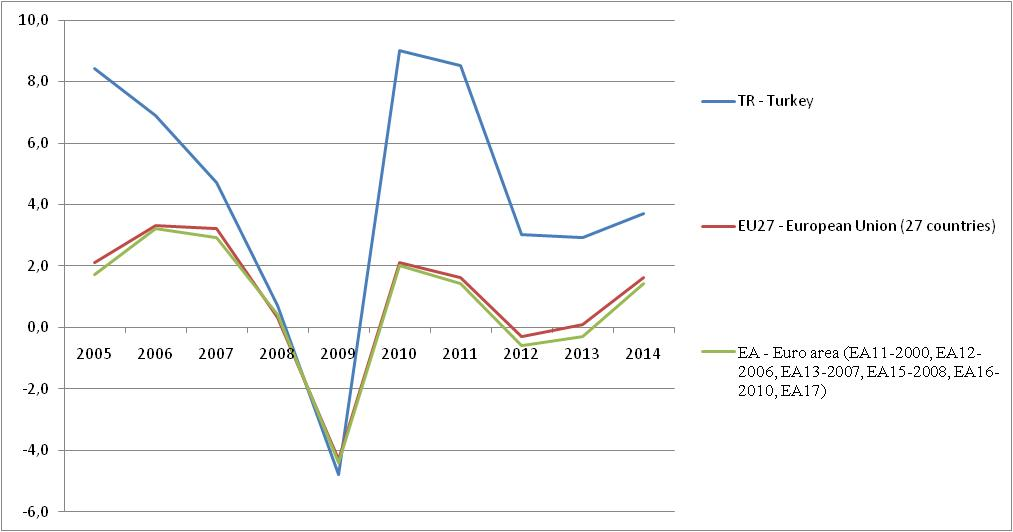 10,0
8,0
6,0
4,0
2,0
0,0
-2,0
-4,0
-6,0
2005 2006 2007 2008 2009 2010 2011 2012 2013 2014
TR - Turkey
EU27 - European Union (27 countries)
EA - Euro area (EA11-2000, EA12-
2006, EA13-2007, EA15-2008, EA16-
2010, EA17)